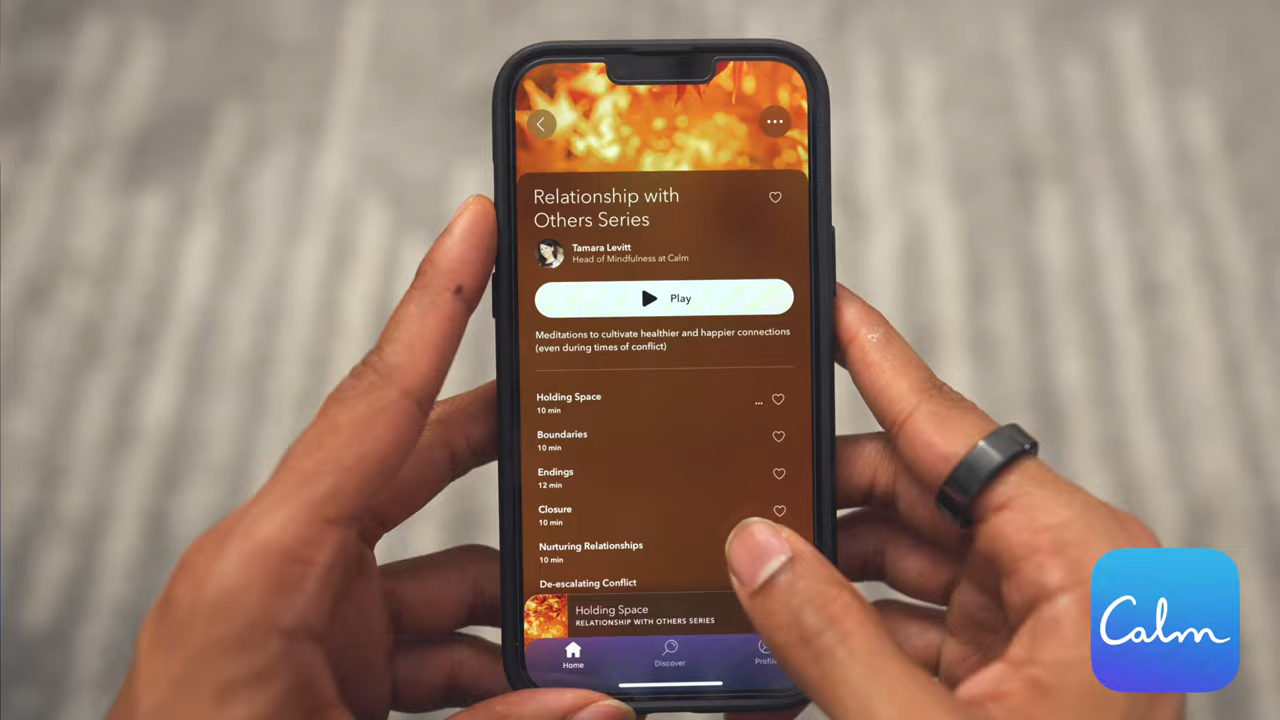 Relationship with
Others Series
Tamara Levitt
Head of Mindfulness at Calm
Play
Meditations to cultivate healthier and happier connections
(even during times of conflict)
Holding Space
10 min
Boundaries
10 min
Endings
12 min
Closure
10 min
Nurturing Relationships
10 min
De-escalating Conflict
Holding Space
RELATIONSHIP WITH OTHERS SERIES
Home
Discover
Profile
Calm